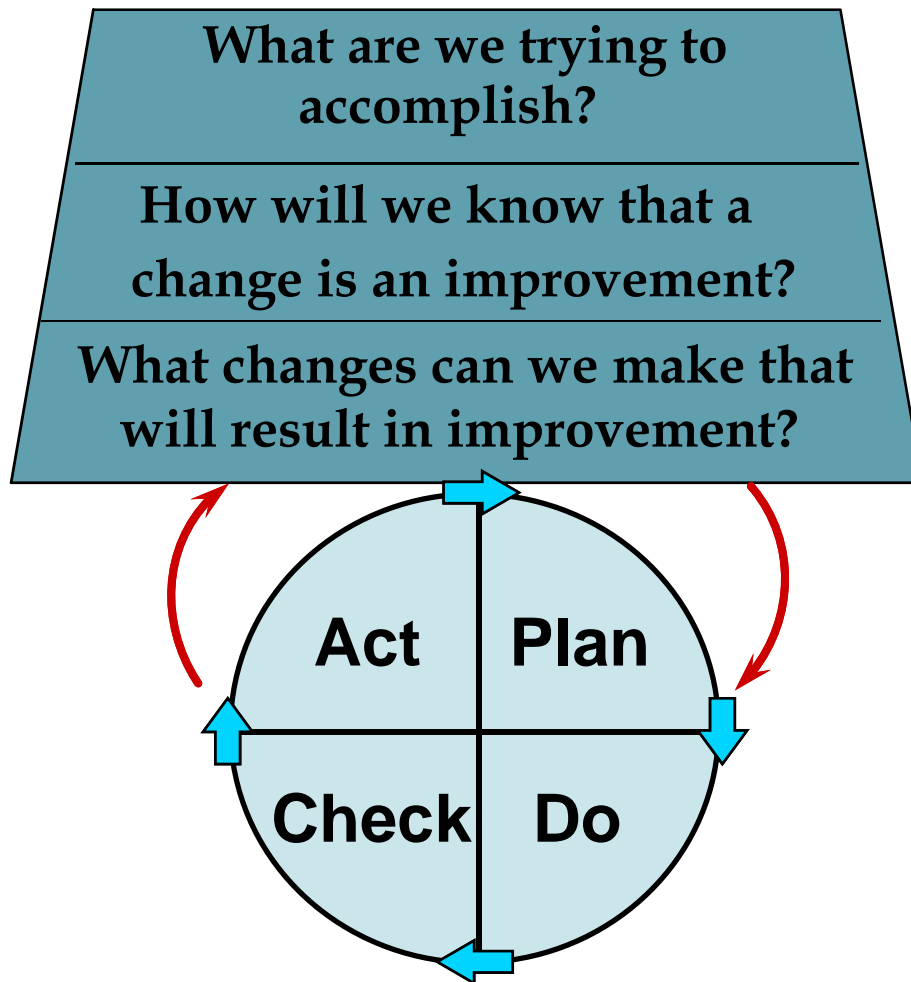 What are we trying to
accomplish?
How will we know that a
change is an improvement?
What changes can we make that
will result in improvement?
Act
Plan
Check
Do